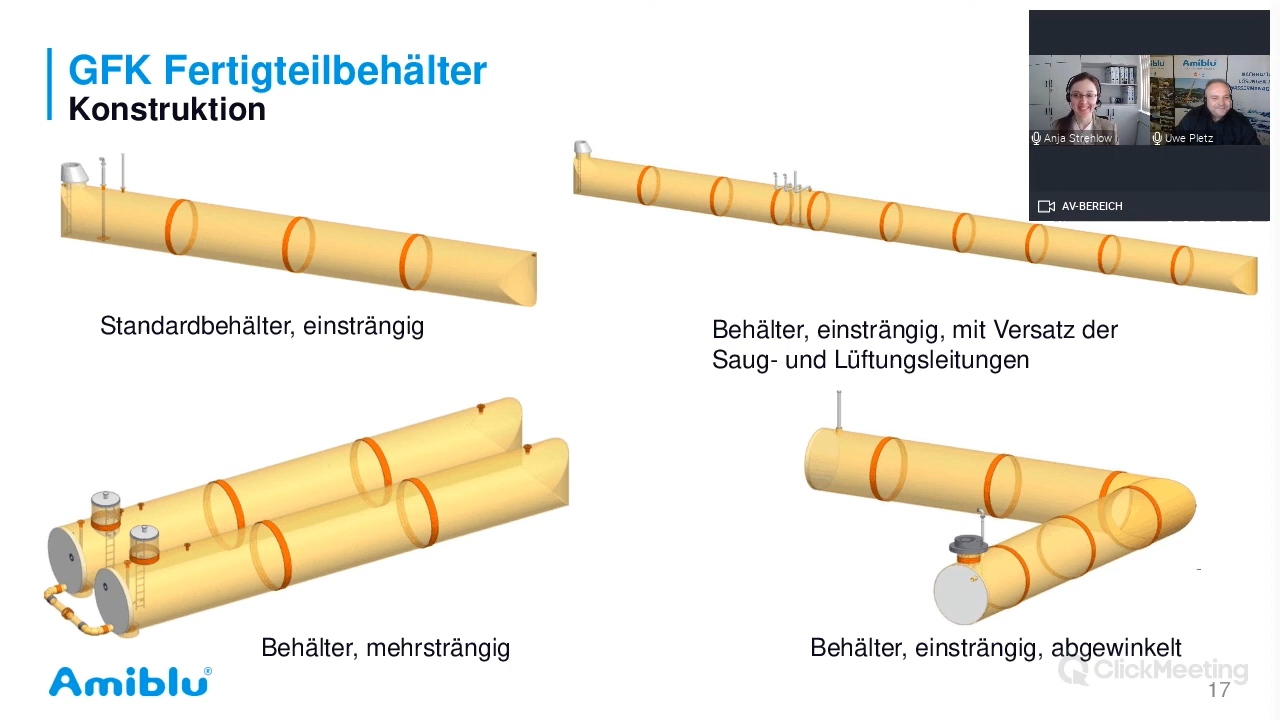 GFK Fertigteilbehälter
Konstruktion
Amiblu
Anja Strehlow
Uwe Pletz
AV-BEREICH
Standardbehälter, einsträngig
Behälter, einsträngig, mit Versatz der
Saug- und Lüftungsleitungen
Behälter, mehrsträngig
Behälter, einsträngig, abgewinkelt
Amiblu®
ClickMeeting
17